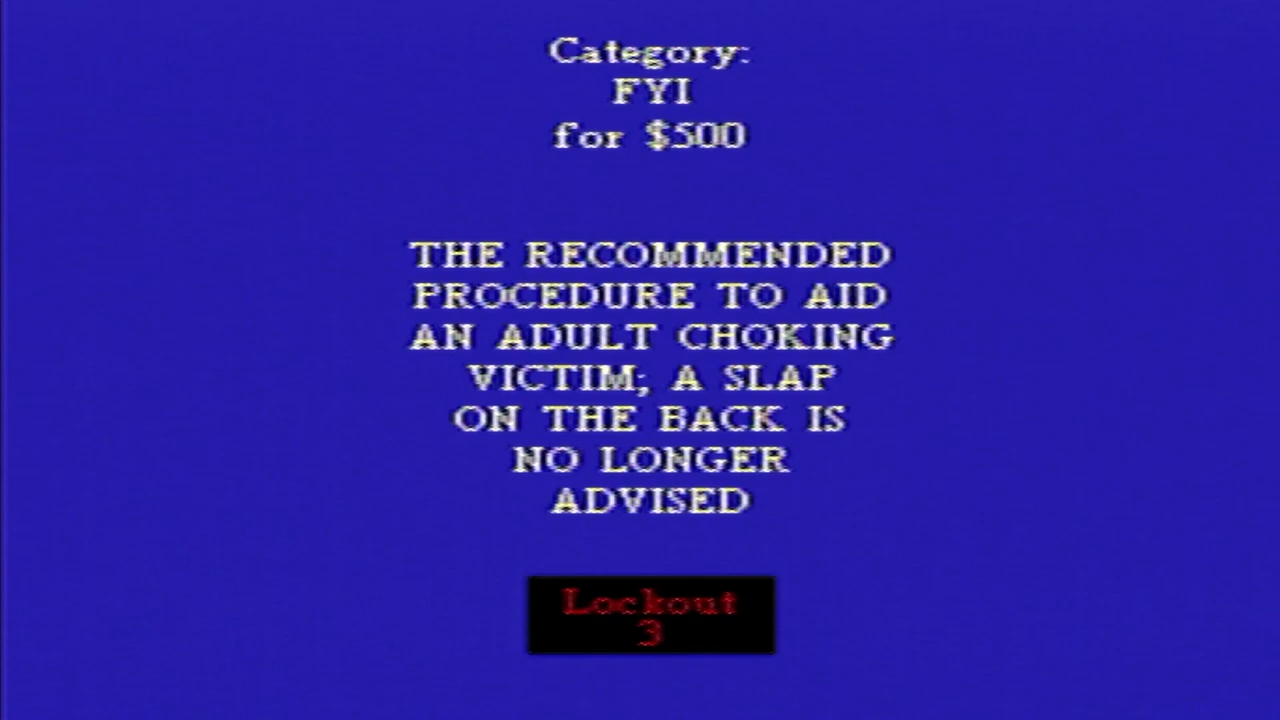 Category:
FYI
for $500
THE RECOMMENDED
PROCEDURE TO AID
AN ADULT CHOKING
VICTIM; A SLAP
ON THE BACK IS
NO LONGER
ADVISED
Lockout
3